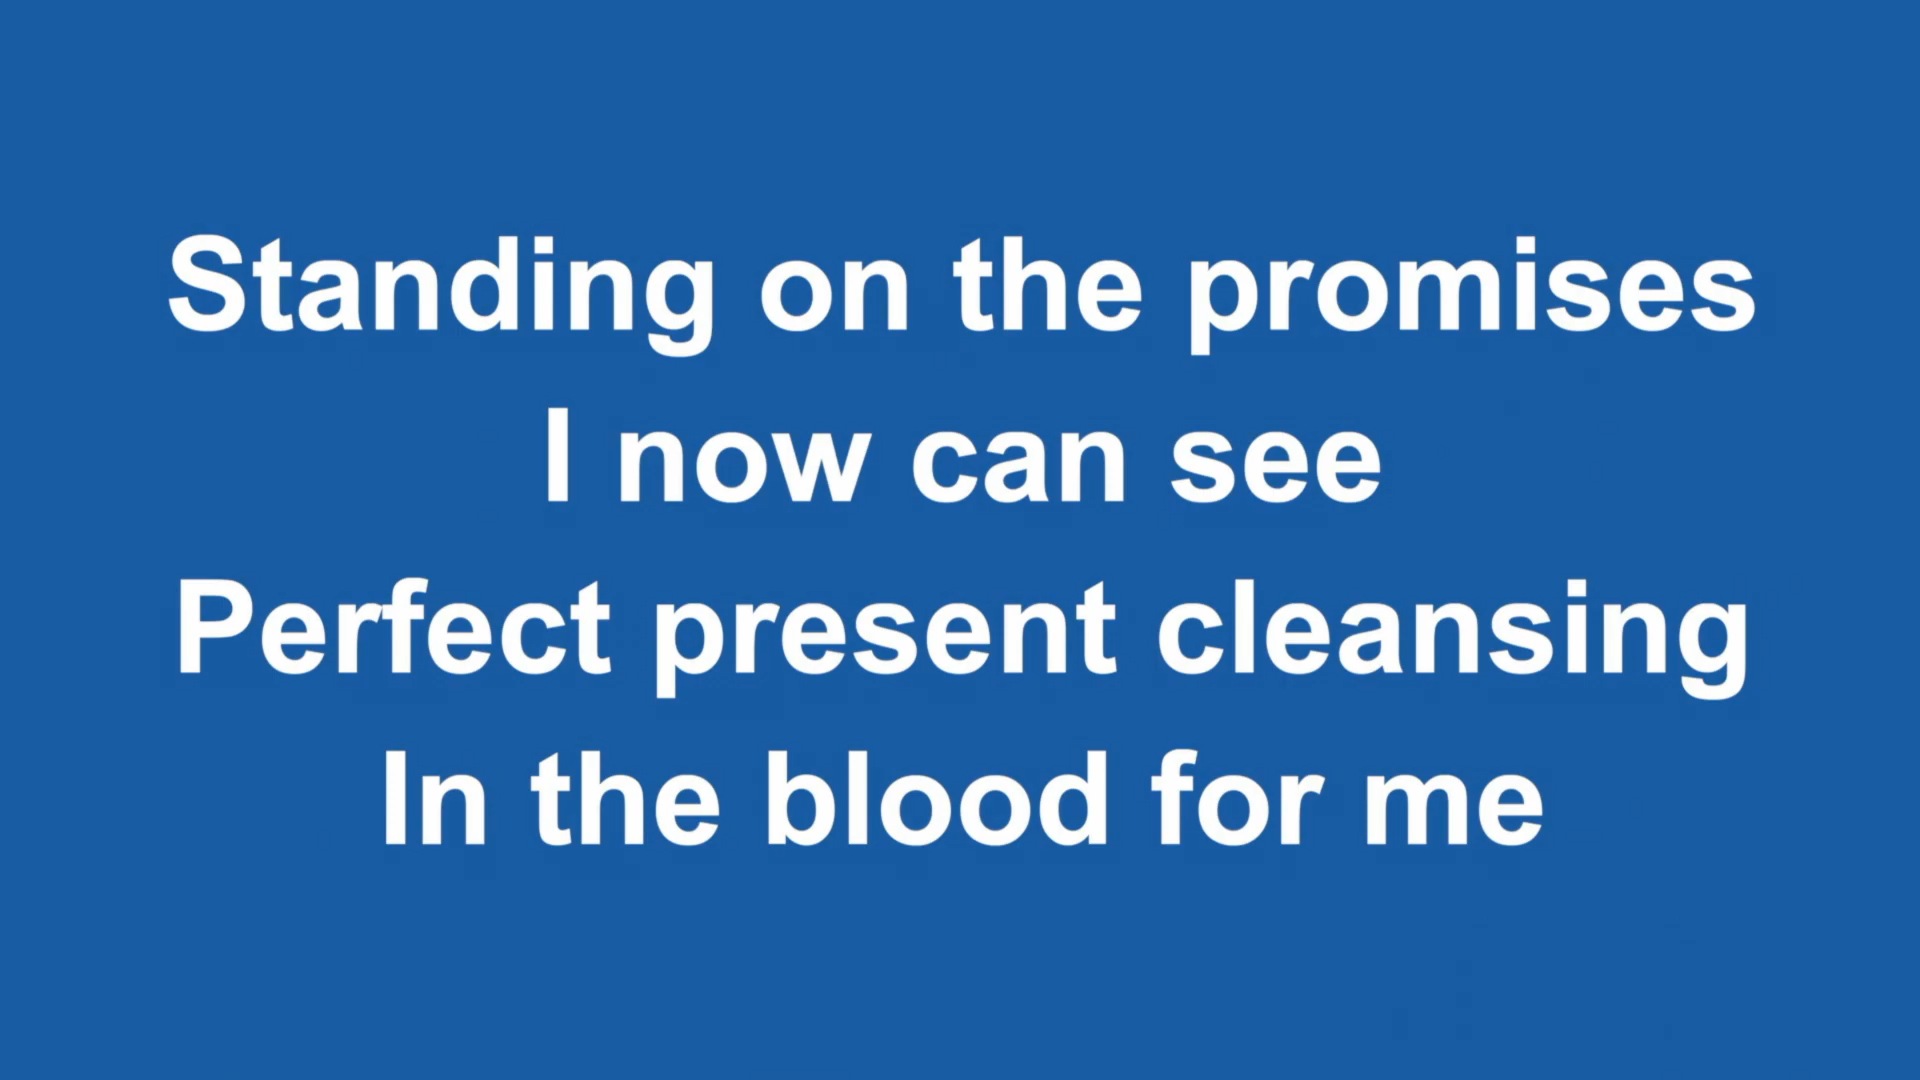 Standing on the promises
I now can see
Perfect present cleansing
In the blood for me